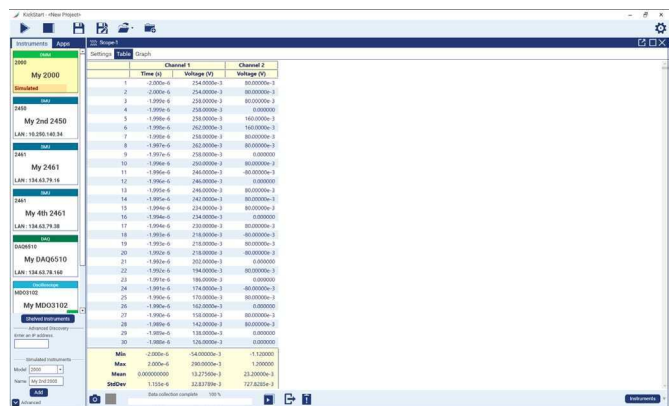 KickStart - <New Project>
Instruments Apps
Scope-1
Settings Table Graph
DMM
2000
My 2000
Simulated
SMU
2450
My 2nd 2450
LAN : 10.250.140.34
SMU
2461
My 2461
LAN : 134.63.79.16
SMU
2461
My 4th 2461
LAN : 134.63.79.38
DAQ
DAQ6510
My DAQ6510
LAN : 134.63.78.160
Oscilloscope
MDO3102
My MDO3102
Shelved Instruments
Advanced Discovery
Enter an IP address.
Simulated Instruments
Model 2000
Name My 2nd 2000
Add
Advanced
Channel 1 Channel 2
Time (s) Voltage (V) Voltage (V)
1 -2.000e-6 254.0000e-3 80.00000e-3
2 -2.000e-6 254.0000e-3 80.00000e-3
3 -1.999e-6 258.0000e-3 80.00000e-3
4 -1.999e-6 258.0000e-3 0.000000
5 -1.998e-6 258.0000e-3 160.0000e-3
6 -1.998e-6 262.0000e-3 160.0000e-3
7 -1.998e-6 258.0000e-3 80.00000e-3
8 -1.997e-6 262.0000e-3 80.00000e-3
9 -1.997e-6 258.0000e-3 0.000000
10 -1.996e-6 250.0000e-3 80.00000e-3
11 -1.996e-6 246.0000e-3 -80.00000e-3
12 -1.996e-6 246.0000e-3 0.000000
13 -1.995e-6 246.0000e-3 80.00000e-3
14 -1.995e-6 242.0000e-3 80.00000e-3
15 -1.994e-6 234.0000e-3 80.00000e-3
16 -1.994e-6 234.0000e-3 0.000000
17 -1.994e-6 230.0000e-3 80.00000e-3
18 -1.993e-6 218.0000e-3 -80.00000e-3
19 -1.993e-6 218.0000e-3 80.00000e-3
20 -1.992e-6 218.0000e-3 -80.00000e-3
21 -1.992e-6 202.0000e-3 0.000000
22 -1.992e-6 194.0000e-3 80.00000e-3
23 -1.991e-6 186.0000e-3 0.000000
24 -1.991e-6 174.0000e-3 -80.00000e-3
25 -1.990e-6 170.0000e-3 80.00000e-3
26 -1.990e-6 162.0000e-3 0.000000
27 -1.990e-6 158.0000e-3 80.00000e-3
28 -1.989e-6 142.0000e-3 80.00000e-3
29 -1.989e-6 138.0000e-3 0.000000
30 -1.988e-6 126.0000e-3 0.000000
Min -2.000e-6 -54.00000e-3 -1.120000
Max 2.000e-6 290.0000e-3 1.200000
Mean 0.000000000 13.27560e-3 23.20000e-3
StdDev 1.155e-6 32.83789e-3 727.8285e-3
Data collection complete 100 %
Instruments